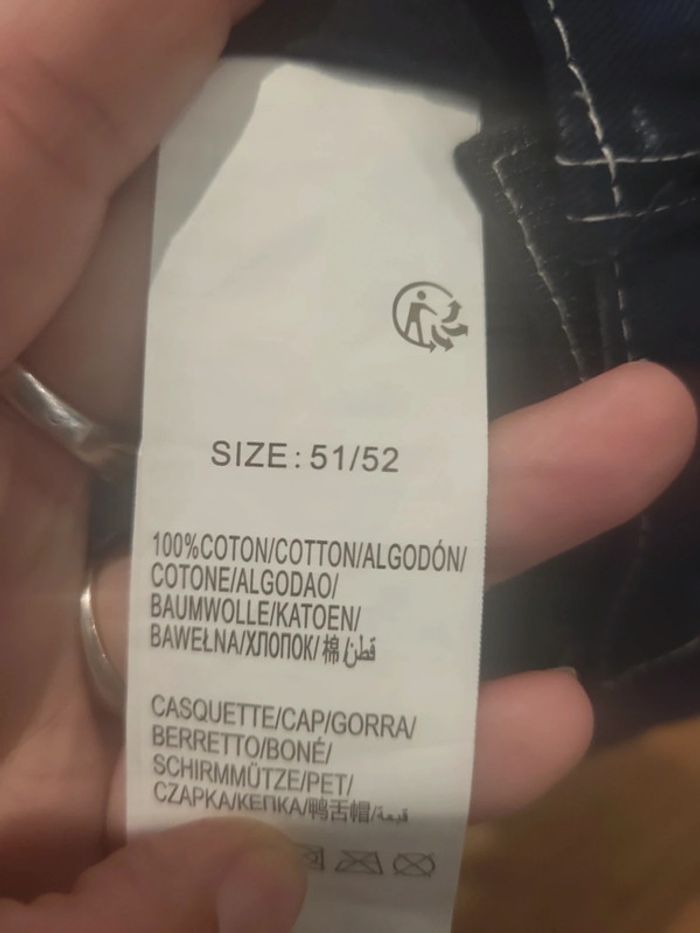 SIZE: 51/52
100%COTON/COTTON/ALGODÓN/
COTONE/ALGODAO/
BAUMWOLLE/KATOEN/
BAWEŁNA/ХЛОПОК/棉/قطن
CASQUETTE/CAP/GORRA/
BERRETTO/BONÉ/
SCHIRMMÜTZE/PET/
CZAPKA/КЕПКА/鸭舌帽/قبعة